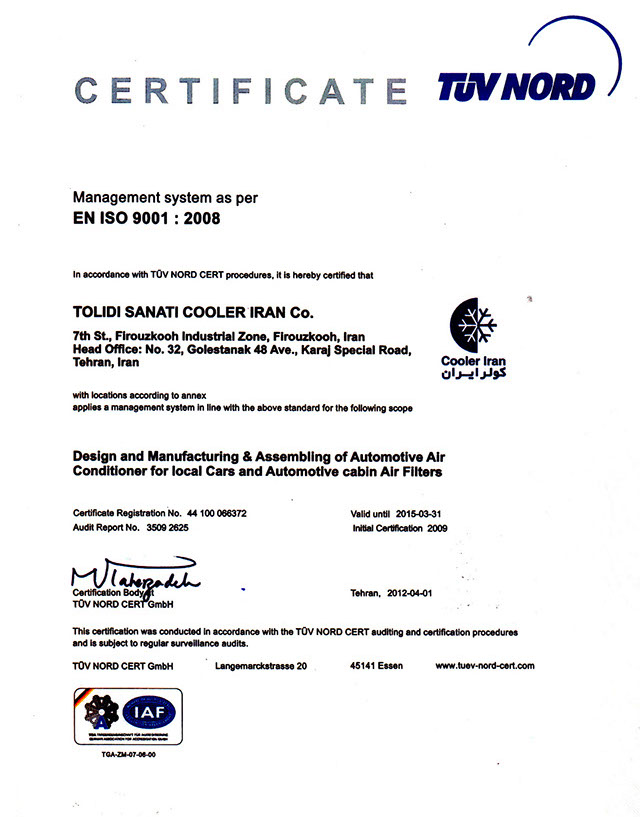 CERTIFICATE
TÜV NORD
Management system as per
EN ISO 9001 : 2008
In accordance with TÜV NORD CERT procedures, it is hereby certified that
TOLIDI SANATI COOLER IRAN Co.
7th St., Firouzkooh Industrial Zone, Firouzkooh, Iran
Head Office: No. 32, Golestanak 48 Ave., Karaj Special Road,
Tehran, Iran
Cooler Iran
کولر ایران
with locations according to annex
applies a management system in line with the above standard for the following scope
Design and Manufacturing & Assembling of Automotive Air
Conditioner for local Cars and Automotive cabin Air Filters
Certificate Registration No. 44 100 066372
Valid until 2015-03-31
Audit Report No. 3509 2625
Initial Certification 2009
Certification Body
Tehran, 2012-04-01
TÜV NORD CERT GmbH
This certification was conducted in accordance with the TÜV NORD CERT auditing and certification procedures
and is subject to regular surveillance audits.
TÜV NORD CERT GmbH Langemarckstrasse 20 45141 Essen www.tuev-nord-cert.com
IAF
TGA-ZM-07-06-00